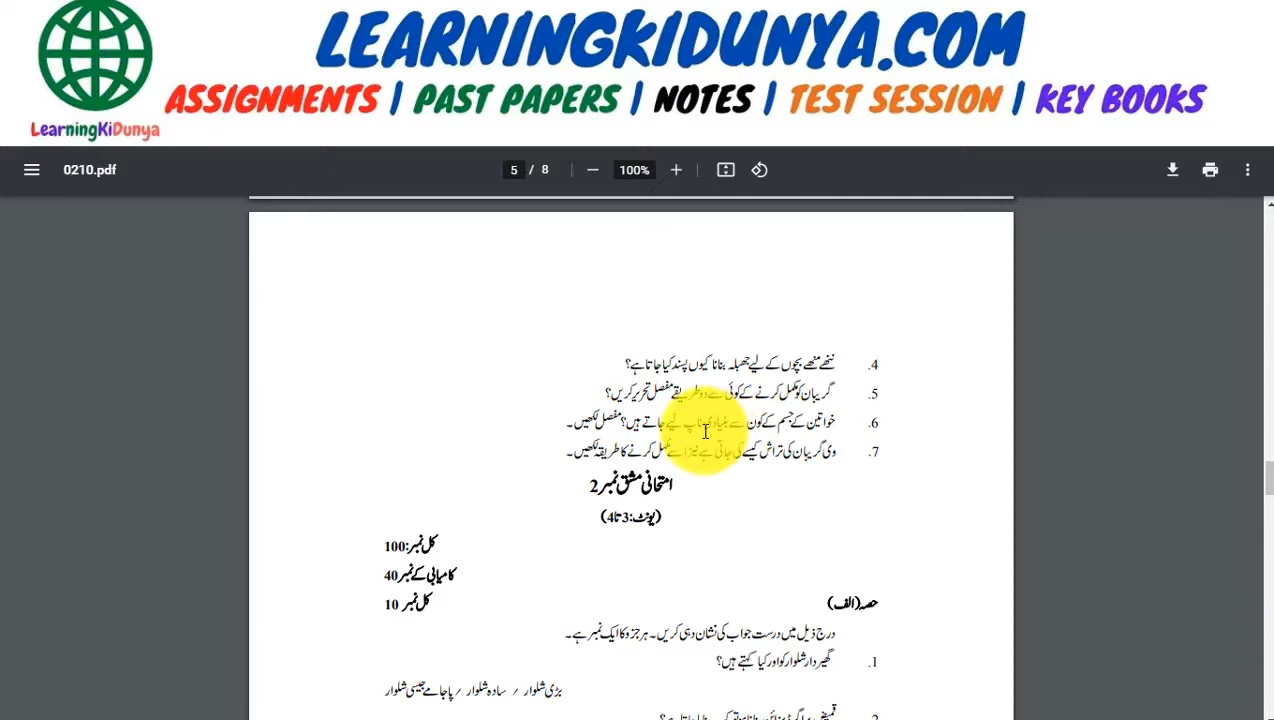 LEARNINGKIDUNYA.COM
ASSIGNMENTS | PAST PAPERS | NOTES | TEST SESSION | KEY BOOKS
LearningKiDunya
0210.pdf
5 / 8
100%
4. ننھے منھے بچوں کے لیے جھبلہ بنانا کیوں پسند کیا جاتا ہے؟
5. گریبان کو مکمل کرنے کے کوئی سے دو طریقے مفصل تحریر کریں؟
6. خواتین کے جسم کے کون سے بنیادی ناپ لیے جاتے ہیں؟ مفصل لکھیں۔
7. وی گریبان کی تراش کیسے کی جاتی ہے نیز اسے مکمل کرنے کا طریقہ لکھیں۔
امتحانی مشق نمبر 2
(یونٹ: 3 تا 4)
کل نمبر: 100
کامیابی کے نمبر 40
حصہ (الف) کل نمبر 10
درج ذیل میں درست جواب کی نشان دہی کریں۔ ہر جزو کا ایک نمبر ہے۔
1. گھیردار شلوار کو اور کیا کہتے ہیں؟
بڑی شلوار / سادہ شلوار / پاجامے جیسی شلوار
2.